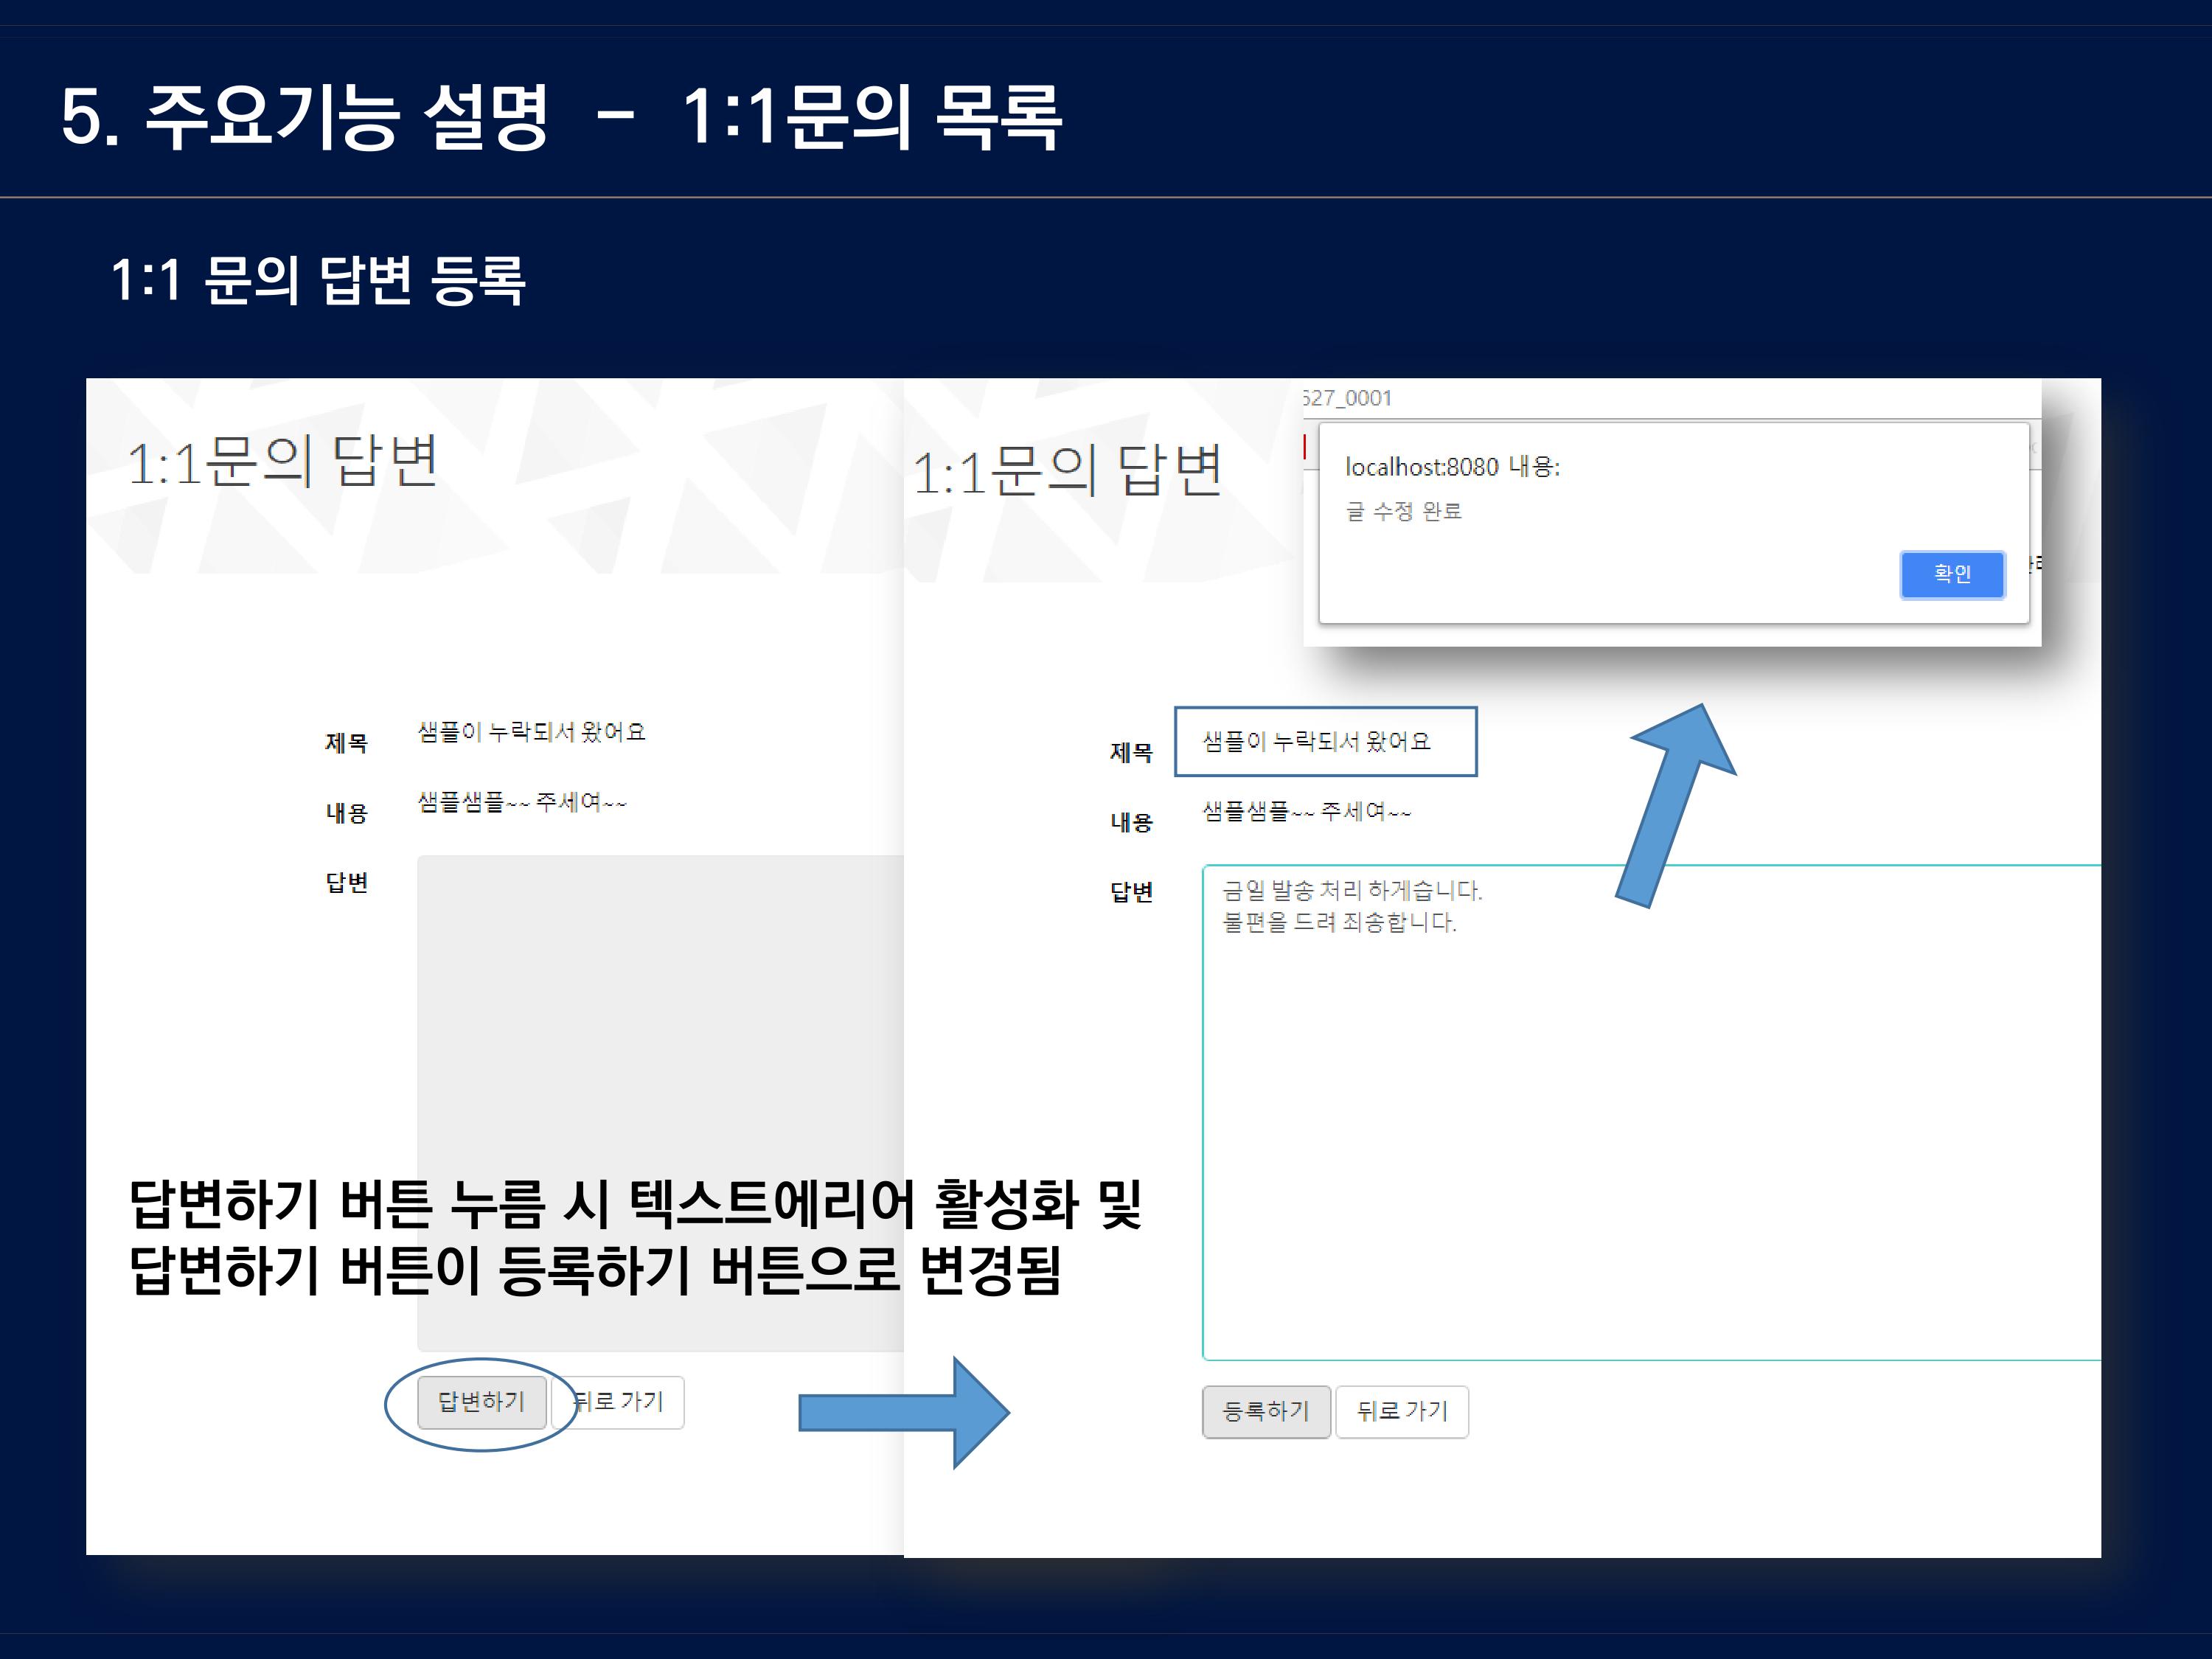 5. 주요기능 설명 - 1:1문의 목록
1:1 문의 답변 등록
1:1문의 답변
제목 샘플이 누락되서 왔어요
내용 샘플샘플~~ 주세여~~
답변
답변하기 버튼 누름 시 텍스트에리어 활성화 및
답변하기 버튼이 등록하기 버튼으로 변경됨
답변하기 뒤로 가기
1:1문의 답변
627_0001
localhost:8080 내용:
글 수정 완료
확인
제목 샘플이 누락되서 왔어요
내용 샘플샘플~~ 주세여~~
답변 금일 발송 처리 하게습니다.
불편을 드려 죄송합니다.
등록하기 뒤로 가기